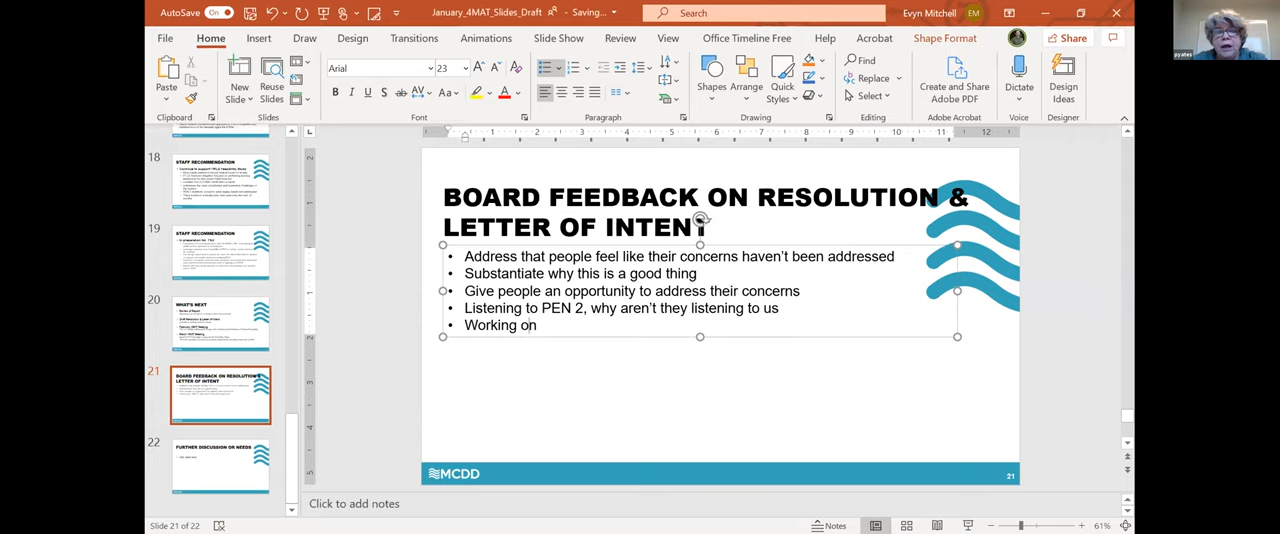 AutoSave On January_4MAT_Slides_Draft Saving... Search Evyn Mitchell EM
File Home Insert Draw Design Transitions Animations Slide Show Review View Office Timeline Free Help Acrobat Shape Format Share
Paste New Slide Reuse Slides Arial 23 Shapes Arrange Quick Styles Find Replace Select Create and Share Adobe PDF Dictate Design Ideas
Clipboard Slides Font Paragraph Drawing Editing Adobe Acrobat Voice Designer
pyates
18
STAFF RECOMMENDATION
19
STAFF RECOMMENDATION
20
WHAT'S NEXT
21
BOARD FEEDBACK ON RESOLUTION &
LETTER OF INTENT
22
FURTHER DISCUSSION OR NEEDS
BOARD FEEDBACK ON RESOLUTION &
LETTER OF INTENT
• Address that people feel like their concerns haven't been addressed
Substantiate why this is a good thing
• Give people an opportunity to address their concerns
• Listening to PEN 2, why aren't they listening to us
• Working on
MCDD 21
Click to add notes
Slide 21 of 22 Notes 61%